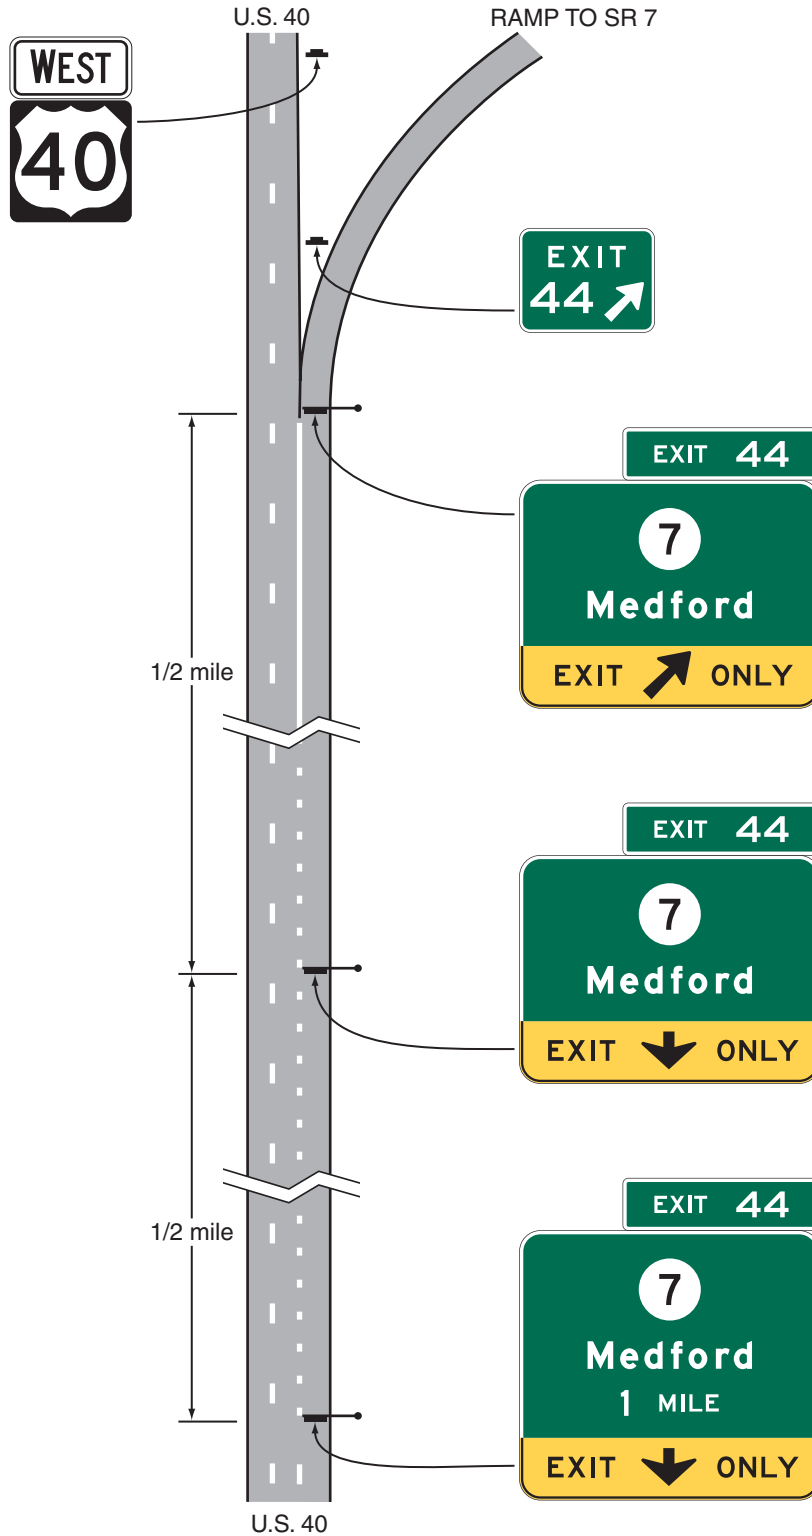 U.S. 40
RAMP TO SR 7
WEST
40
EXIT
44
EXIT 44
7
Medford
EXIT ONLY
1/2 mile
EXIT 44
7
Medford
EXIT ONLY
EXIT 44
1/2 mile
7
Medford
1 MILE
EXIT ONLY
U.S. 40